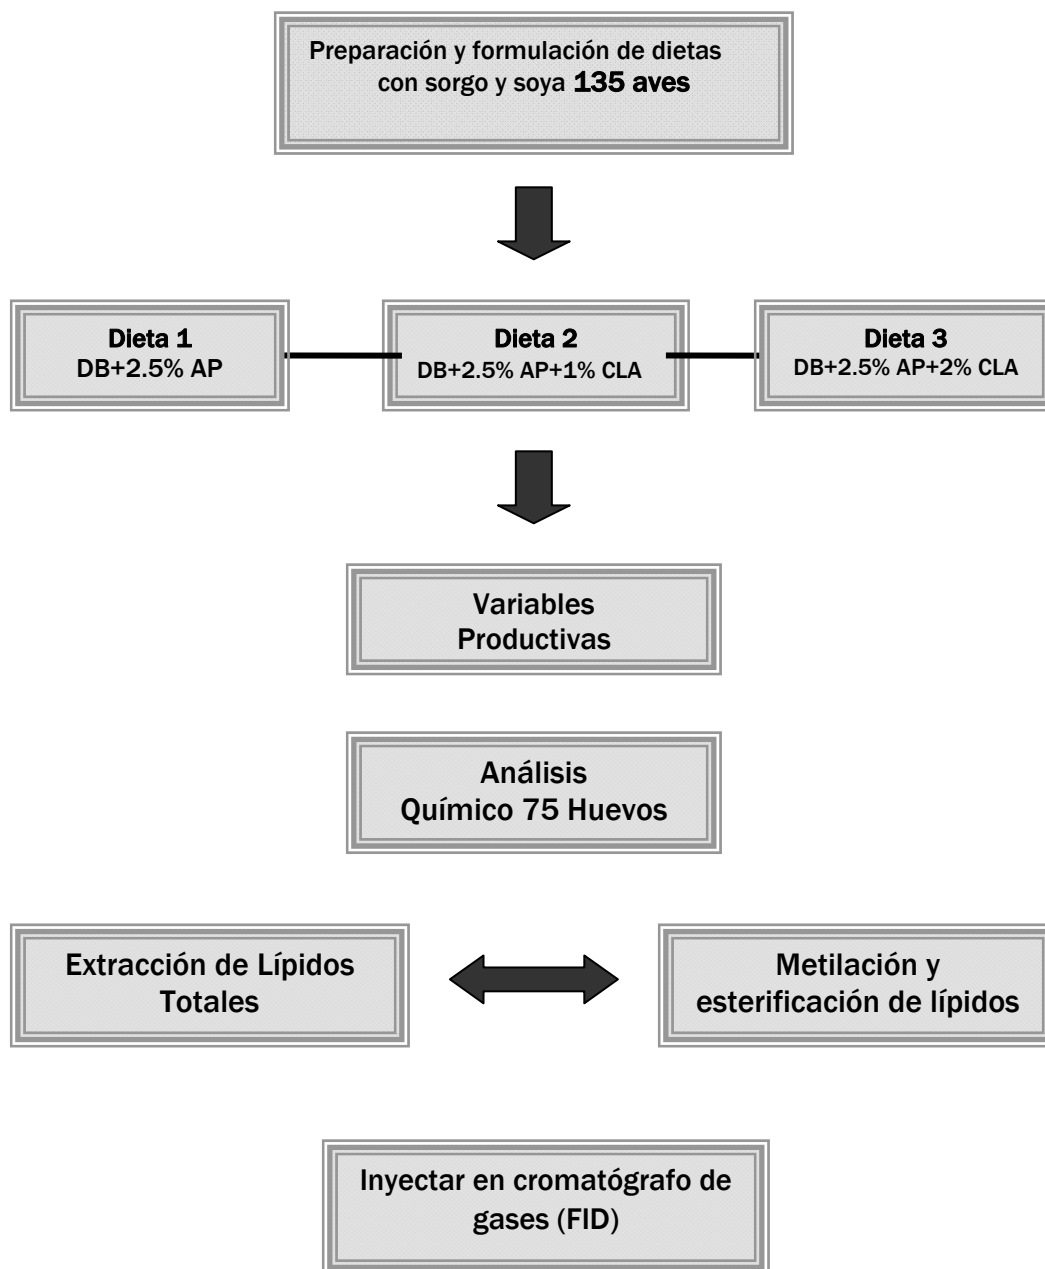 Preparación y formulación de dietas
con sorgo y soya 135 aves
Dieta 1
DB+2.5% AP
Dieta 2
DB+2.5% AP+1% CLA
Dieta 3
DB+2.5% AP+2% CLA
Variables
Productivas
Análisis
Químico 75 Huevos
Extracción de Lípidos
Totales
Metilación y
esterificación de lípidos
Inyectar en cromatógrafo de
gases (FID)